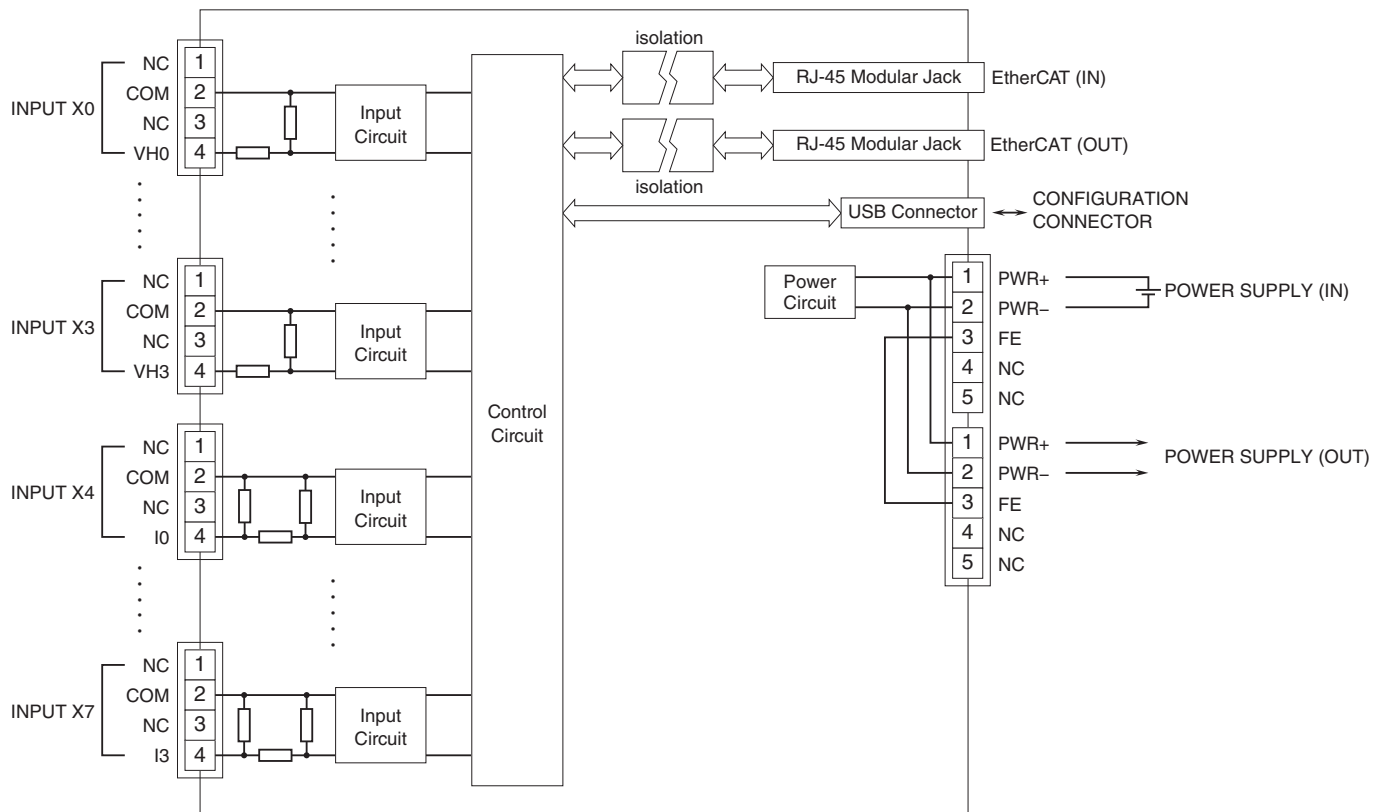 isolation
RJ-45 Modular Jack
EtherCAT (IN)
RJ-45 Modular Jack
EtherCAT (OUT)
isolation
USB Connector
CONFIGURATION
CONNECTOR
INPUT X0
NC
1
COM
2
NC
3
VH0
4
Input
Circuit
INPUT X3
NC
1
COM
2
NC
3
VH3
4
Input
Circuit
INPUT X4
NC
1
COM
2
NC
3
I0
4
Input
Circuit
INPUT X7
NC
1
COM
2
NC
3
I3
4
Input
Circuit
Control
Circuit
Power
Circuit
1
PWR+
2
PWR−
3
FE
4
NC
5
NC
POWER SUPPLY (IN)
1
PWR+
2
PWR−
3
FE
4
NC
5
NC
POWER SUPPLY (OUT)